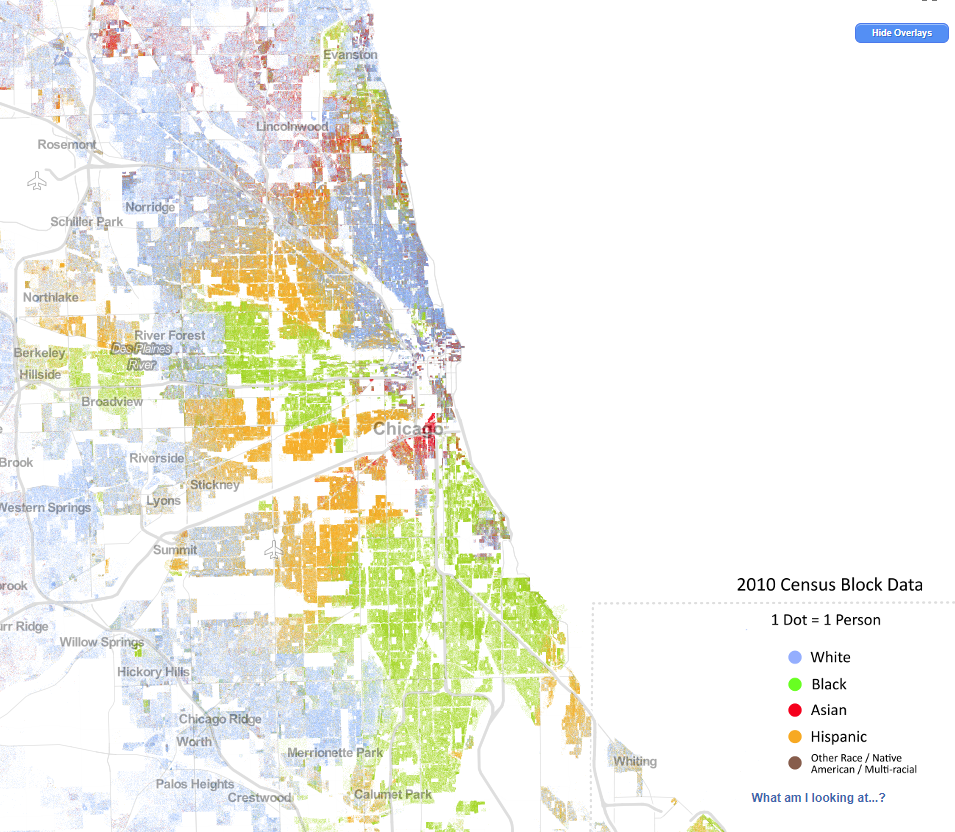 Hide Overlays
Evanston
Lincolnwood
Rosemont
Norridge
Schiller Park
Northlake
River Forest
Des Plaines
River
Berkeley
Hillside
Broadview
Chicago
Riverside
Brook
Stickney
Lyons
Western Springs
Summit
2010 Census Block Data
brook
1 Dot = 1 Person
urr Ridge
Willow Springs
White
Hickory Hills
Black
Asian
Chicago Ridge
Hispanic
Worth
Merrionette Park
Other Race / Native
American / Multi-racial
Whiting
Palos Heights
Crestwood
Calumet Park
What am I looking at...?